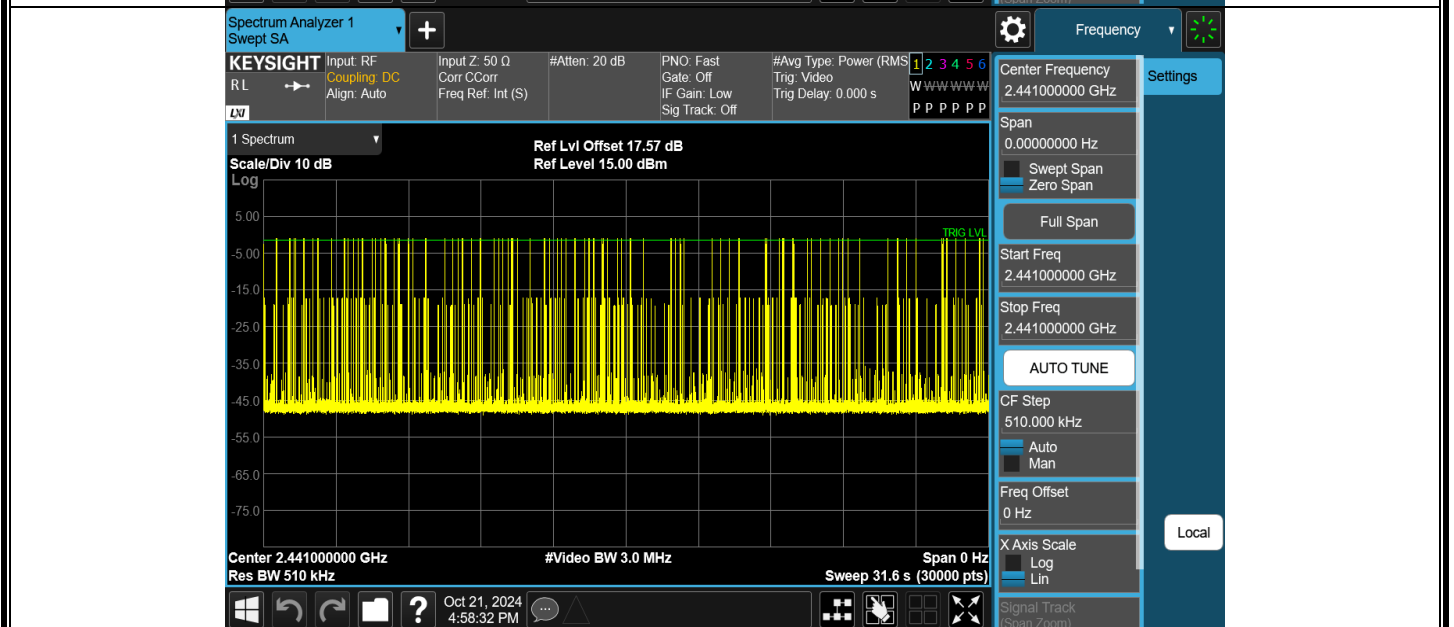 (Span Zoom)
Spectrum Analyzer 1
Swept SA
+
Frequency
KEYSIGHT
R L
LXI
Input: RF
Coupling: DC
Align: Auto
Input Z: 50 Ω
Corr CCorr
Freq Ref: Int (S)
#Atten: 20 dB
PNO: Fast
Gate: Off
IF Gain: Low
Sig Track: Off
#Avg Type: Power (RMS
Trig: Video
Trig Delay: 0.000 s
1 2 3 4 5 6
W W W W W W
P P P P P P
1 Spectrum
Scale/Div 10 dB
Log
Ref Lvl Offset 17.57 dB
Ref Level 15.00 dBm
TRIG LVL
5.00
-5.00
-15.0
-25.0
-35.0
-45.0
-55.0
-65.0
-75.0
Center 2.441000000 GHz
Res BW 510 kHz
#Video BW 3.0 MHz
Span 0 Hz
Sweep 31.6 s (30000 pts)
Center Frequency
2.441000000 GHz
Settings
Span
0.00000000 Hz
Swept Span
Zero Span
Full Span
Start Freq
2.441000000 GHz
Stop Freq
2.441000000 GHz
AUTO TUNE
CF Step
510.000 kHz
Auto
Man
Freq Offset
0 Hz
X Axis Scale
Log
Lin
Signal Track
(Span Zoom)
Local
?
Oct 21, 2024
4:58:32 PM